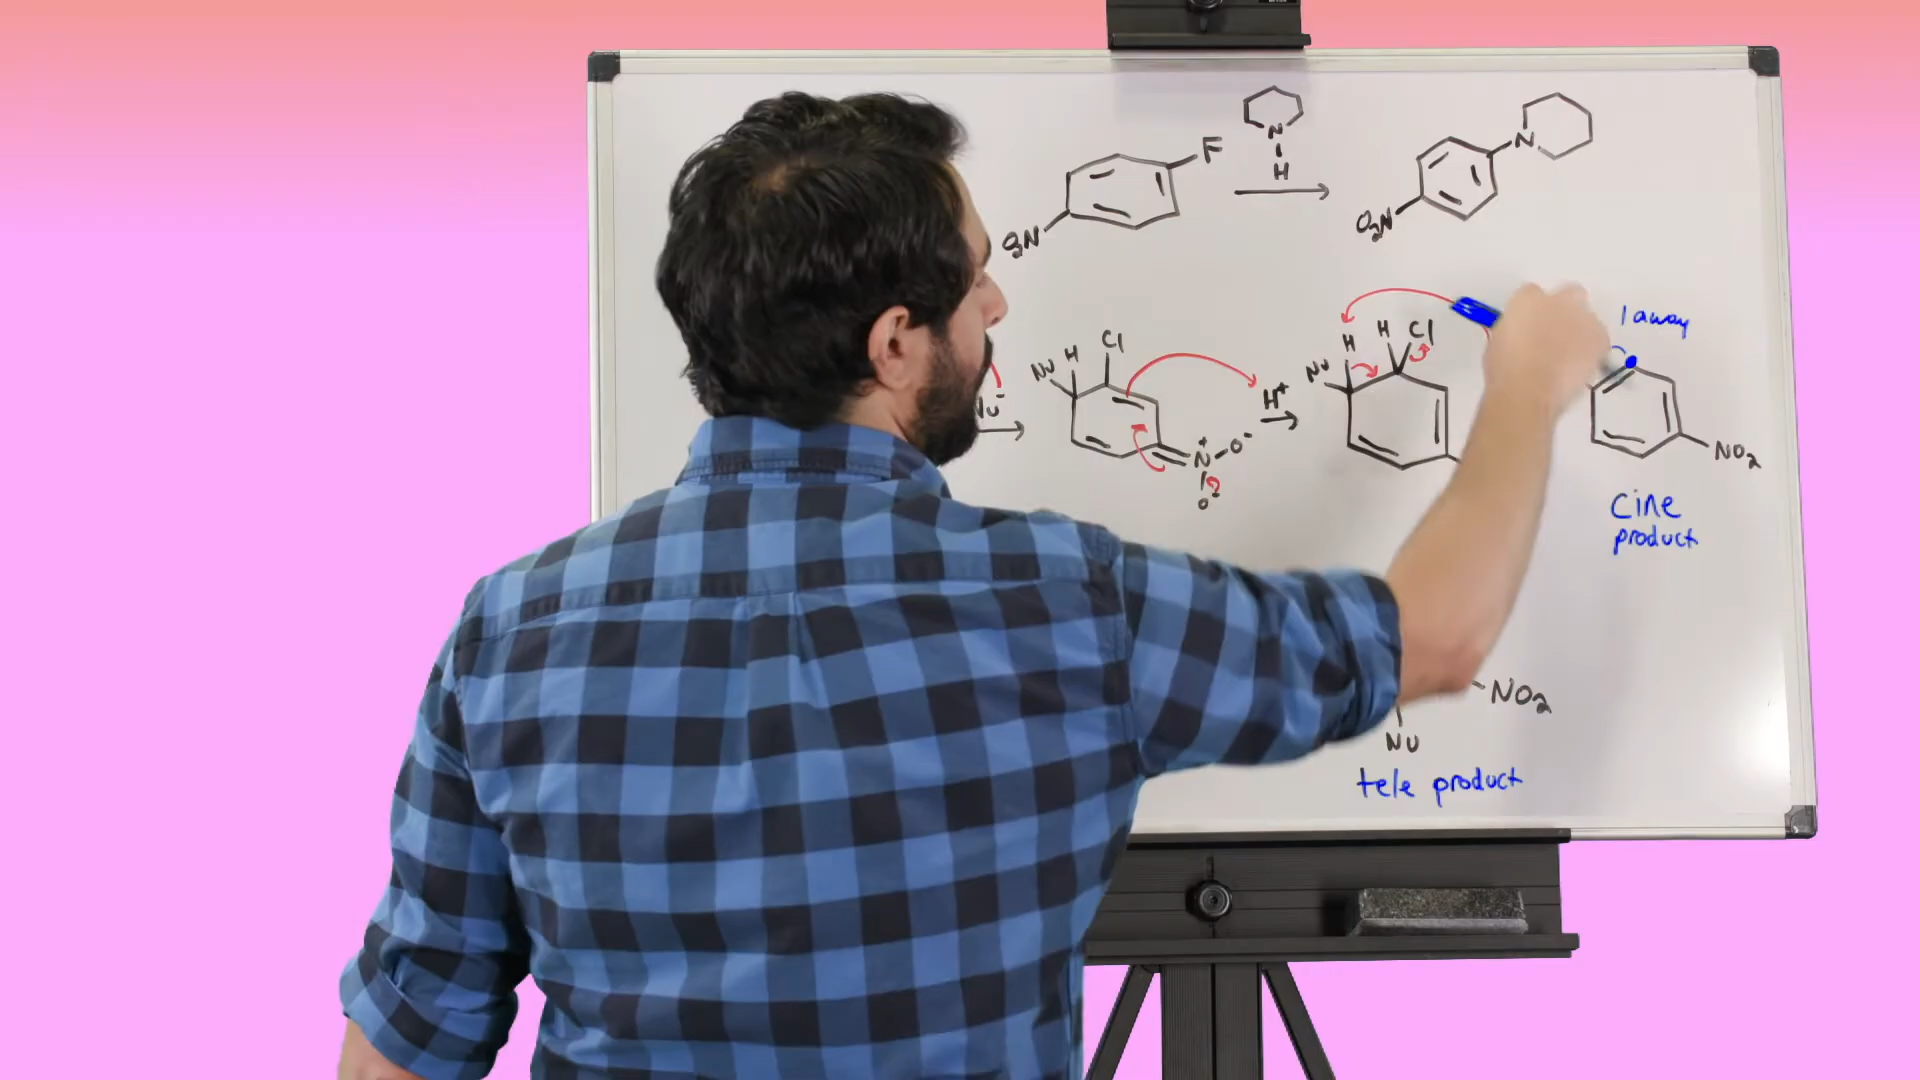 F
N
H
N
O₂N
O₂N
Nu H Cl
Nu⁻
H⁺
N⁺ O⁻
O⁻
Nu H H Cl
1 away
NO₂
Cine
product
NO₂
Nu
tele product